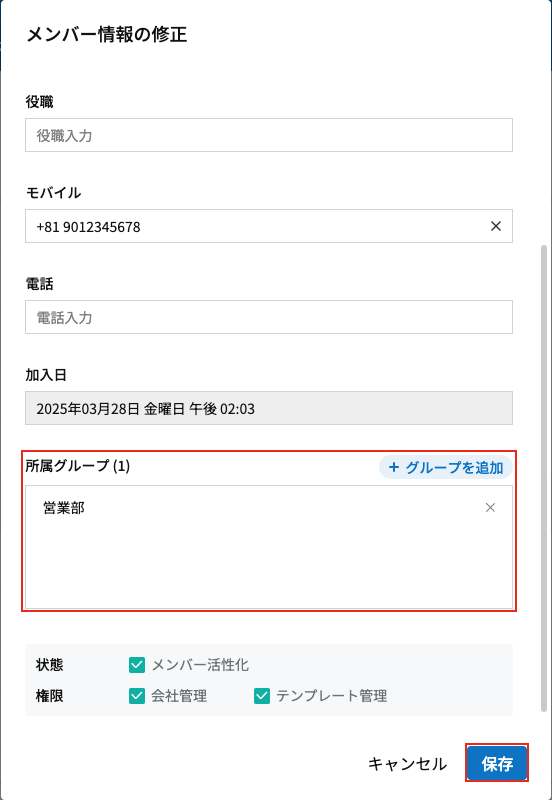 メンバー情報の修正
役職
役職入力
モバイル
+81 9012345678
電話
電話入力
加入日
2025年03月28日 金曜日 午後 02:03
所属グループ (1)
+ グループを追加
営業部
状態 メンバー活性化
権限 会社管理 テンプレート管理
キャンセル 保存